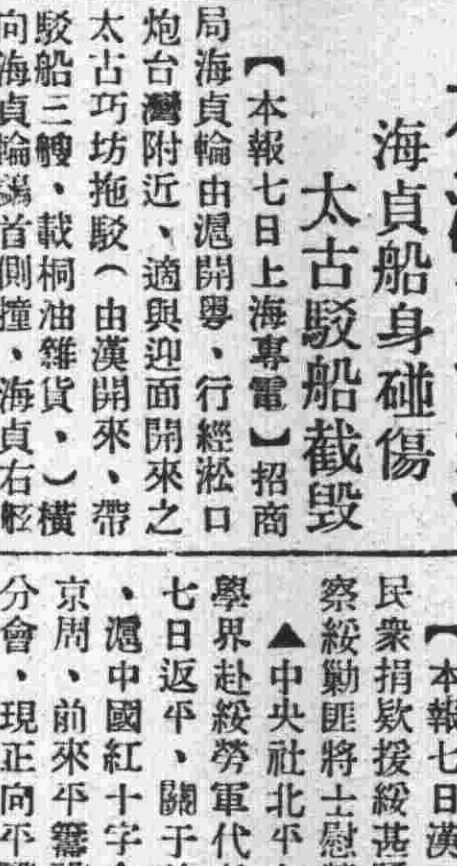 海貞船身碰傷
太古駁船截毀
【本報七日上海專電】招商
局海貞輪由滬開粤、行經淞口
炮台灣附近、適與迎面開來之
太古巧坊拖駁（由漢開來、帶
駁船三艘、載桐油雜貨、）橫
向海貞輪船首側撞、海貞右舷
【本報七日漢
民衆捐欵援綏甚
察綏勦匪將士慰
▲中央社北平
學界赴綏勞軍代
七日返平、關于
、滬中國紅十字
京周、前來平籌
分會、現正向平